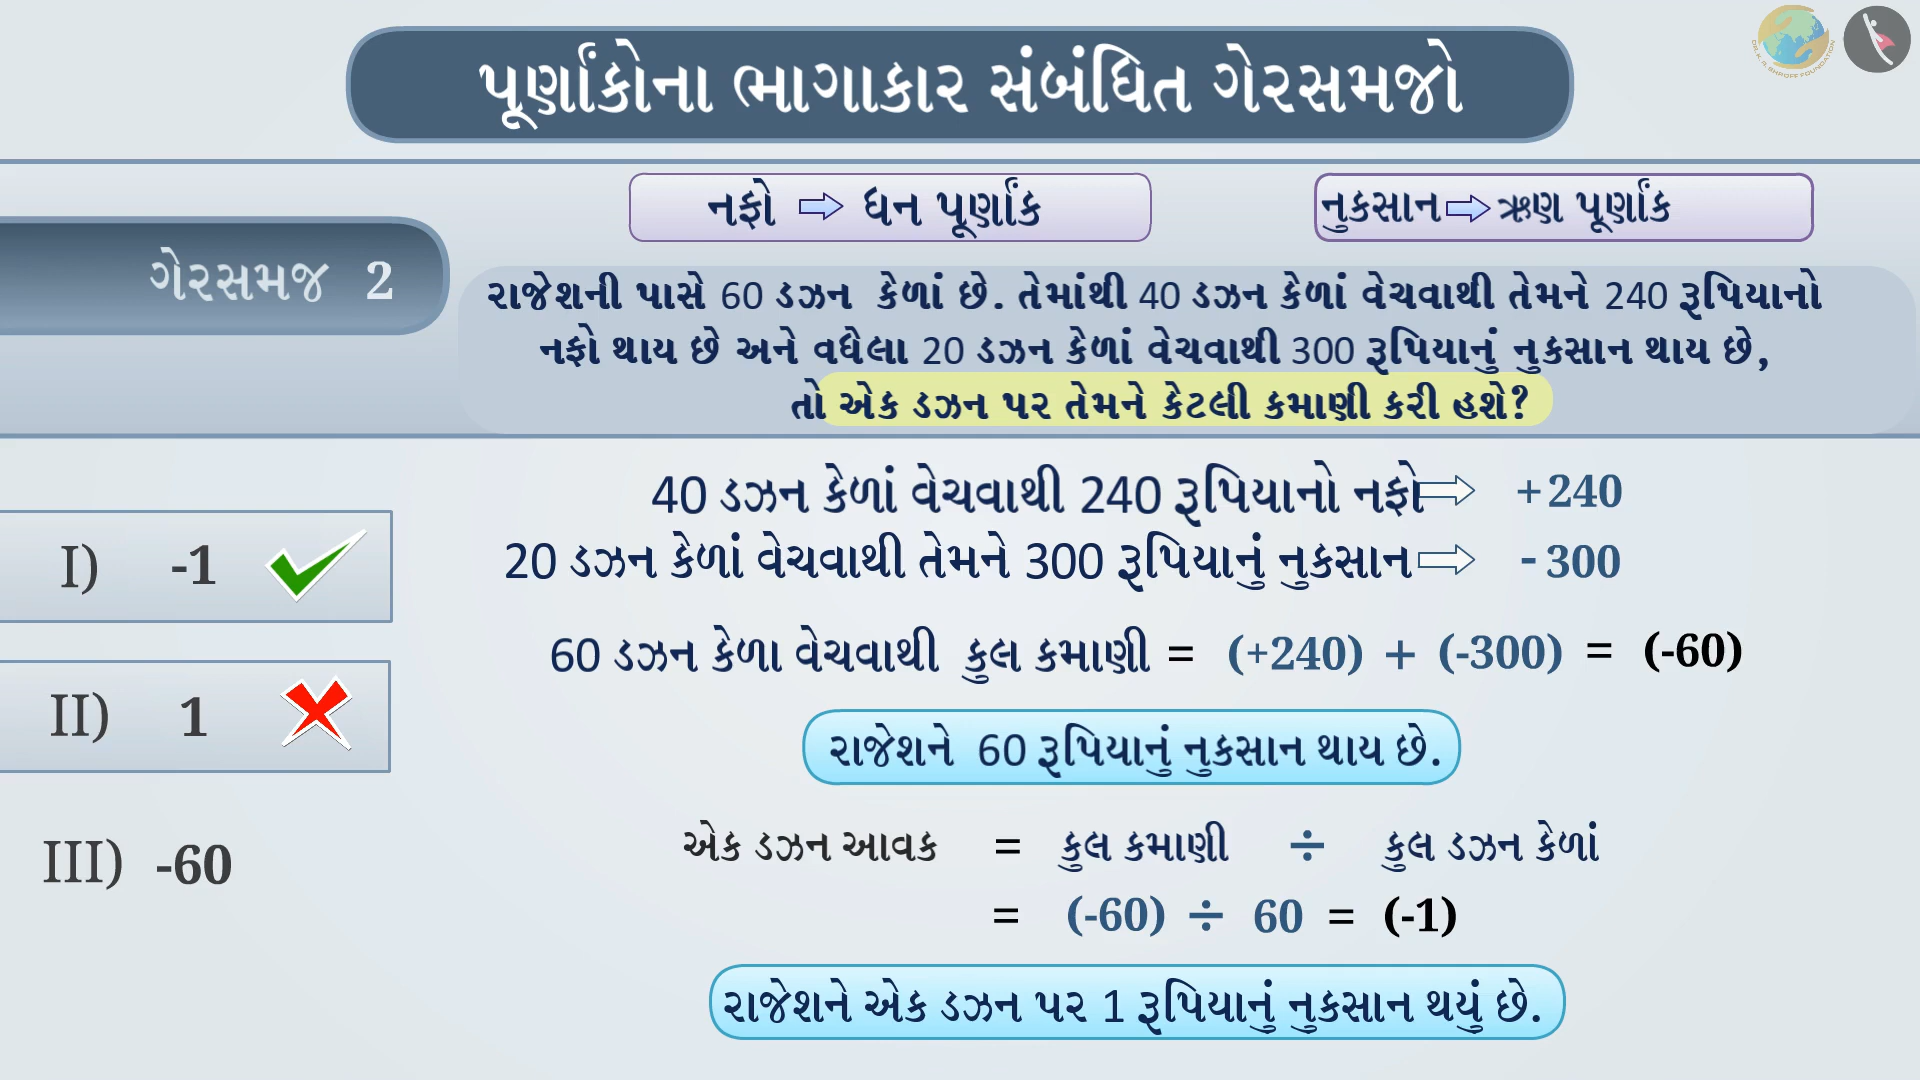 પૂર્ણાંકોના ભાગાકાર સંબંધિત ગેરસમજો
નફો ધન પૂર્ણાંક
નુકસાન ઋણ પૂર્ણાંક
ગેરસમજ 2
રાજેશની પાસે 60 ડઝન કેળાં છે. તેમાંથી 40 ડઝન કેળાં વેચવાથી તેમને 240 રૂપિયાનો
નફો થાય છે અને વધેલા 20 ડઝન કેળાં વેચવાથી 300 રૂપિયાનું નુકસાન થાય છે,
તો એક ડઝન પર તેમને કેટલી કમાણી કરી હશે?
I) -1
II) 1
III) -60
40 ડઝન કેળાં વેચવાથી 240 રૂપિયાનો નફો +240
20 ડઝન કેળાં વેચવાથી તેમને 300 રૂપિયાનું નુકસાન -300
60 ડઝન કેળા વેચવાથી કુલ કમાણી = (+240) + (-300) = (-60)
રાજેશને 60 રૂપિયાનું નુકસાન થાય છે.
એક ડઝન આવક = કુલ કમાણી ÷ કુલ ડઝન કેળાં
= (-60) ÷ 60 = (-1)
રાજેશને એક ડઝન પર 1 રૂપિયાનું નુકસાન થયું છે.